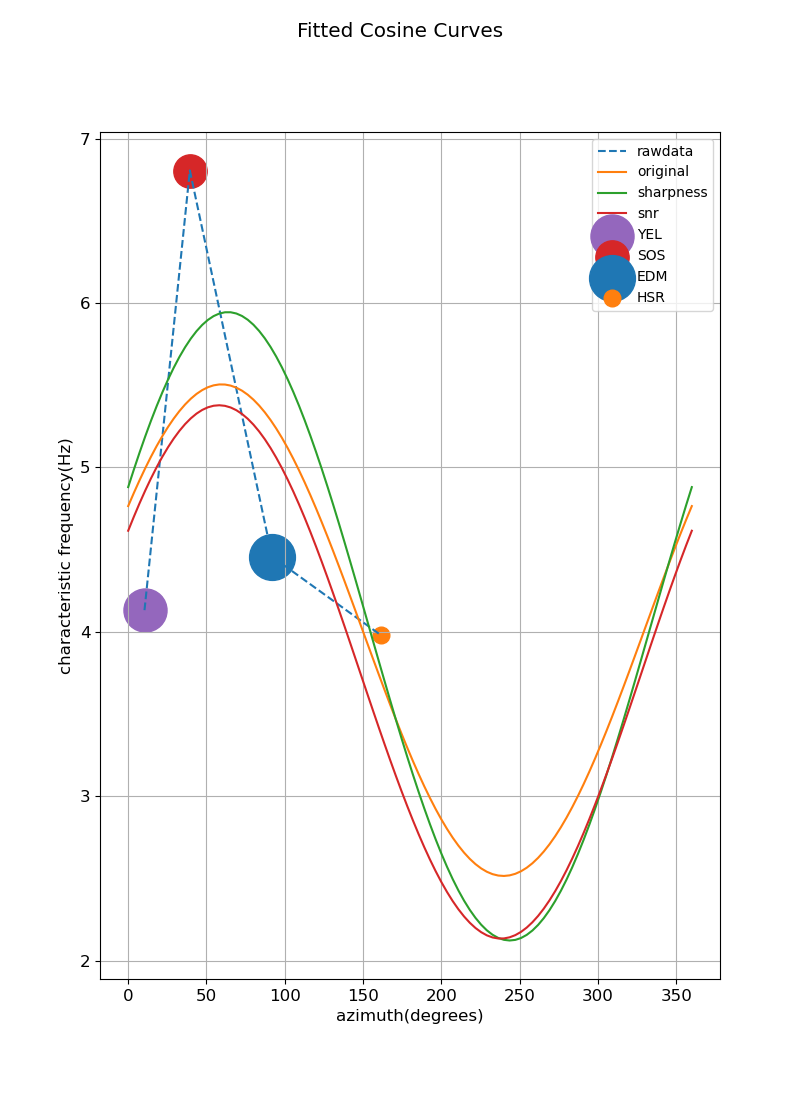 Fitted Cosine Curves
7
6
5
4
3
2
characteristic frequency(Hz)
rawdata
original
sharpness
snr
YEL
SOS
EDM
HSR
0 50 100 150 200 250 300 350
azimuth(degrees)